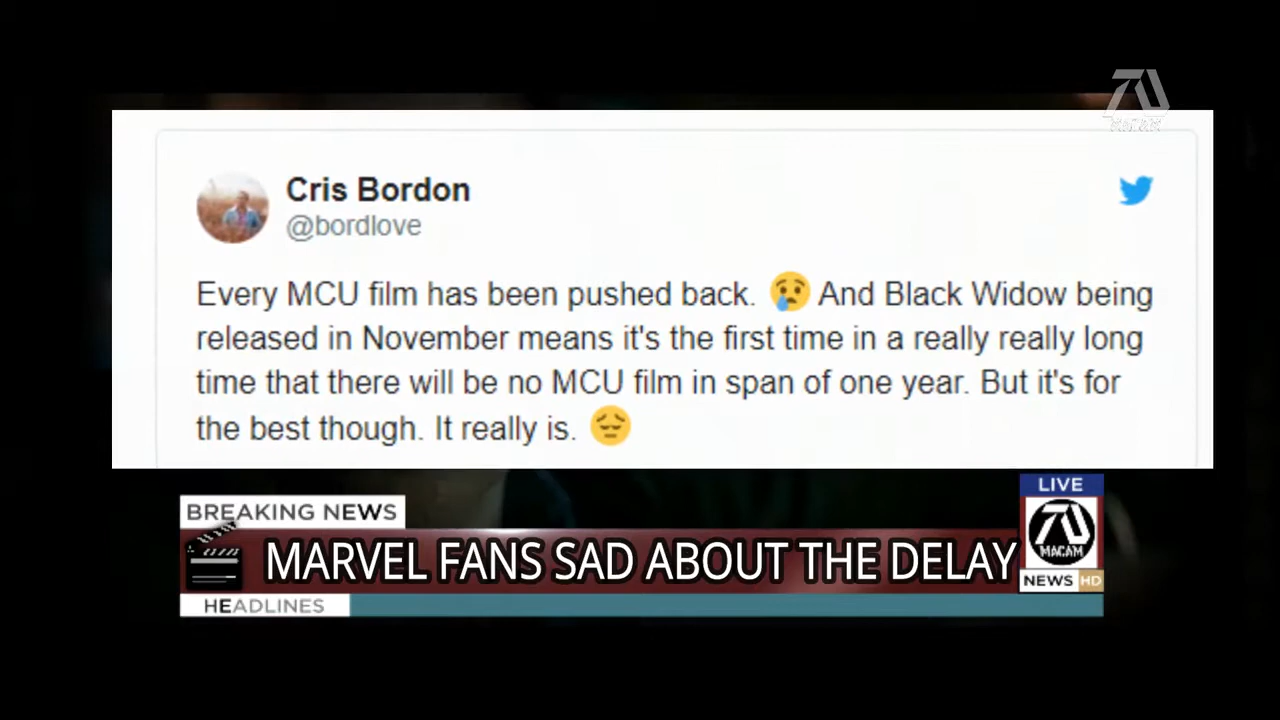 7U
MACAM
Cris Bordon
@bordlove
Every MCU film has been pushed back. 😢 And Black Widow being
released in November means it's the first time in a really really long
time that there will be no MCU film in span of one year. But it's for
the best though. It really is. 😔
BREAKING NEWS
MARVEL FANS SAD ABOUT THE DELAY
HEADLINES
LIVE
7U
MACAM
NEWS HD